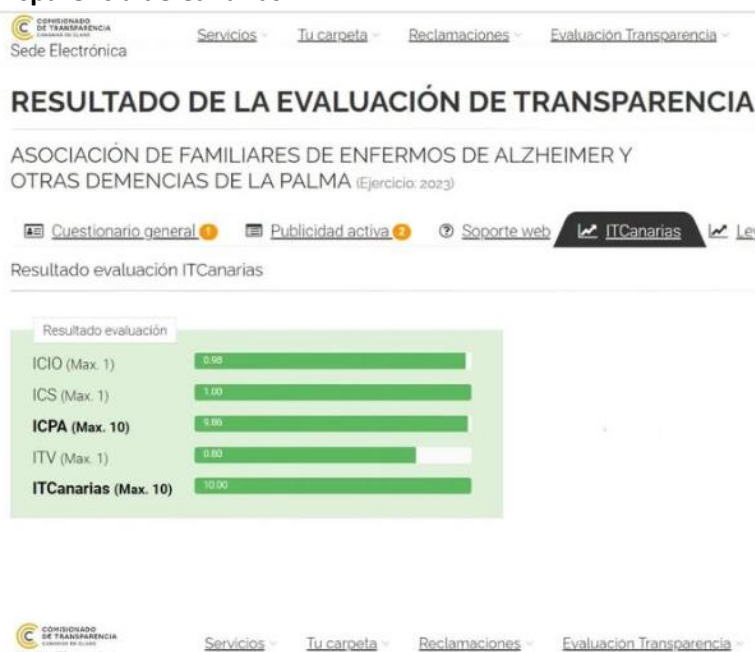 COMISIONADO
DE TRANSPARENCIA
Sede Electrónica
Servicios
Tu carpeta
Reclamaciones
Evaluación Transparencia
RESULTADO DE LA EVALUACIÓN DE TRANSPARENCIA
ASOCIACIÓN DE FAMILIARES DE ENFERMOS DE ALZHEIMER Y
OTRAS DEMENCIAS DE LA PALMA (Ejercicio: 2023)
Cuestionario general 1 Publicidad activa 2 Soporte web ITCanarias
Resultado evaluación ITCanarias
Resultado evaluación
ICIO (Max. 1) 0.98
ICS (Max. 1) 1.00
ICPA (Max. 10) 9.86
ITV (Max. 1) 0.80
ITCanarias (Max. 10) 10.00
COMISIONADO
DE TRANSPARENCIA
Servicios
Tu carpeta
Reclamaciones
Evaluación Transparencia